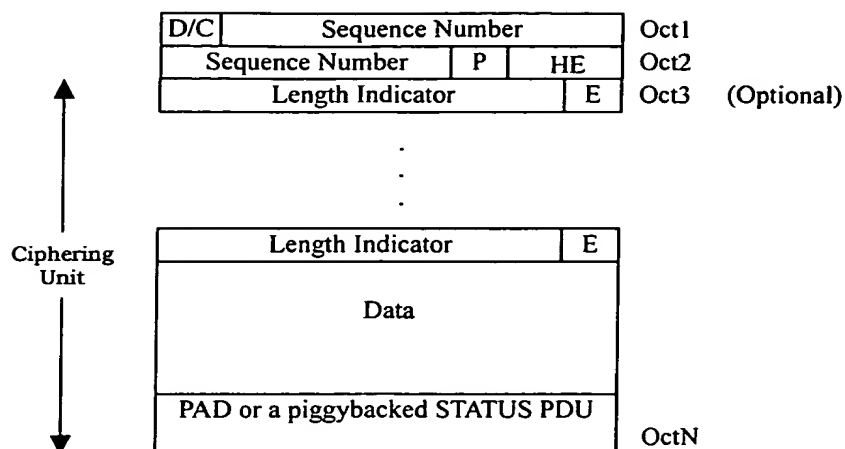 D/C Sequence Number Oct1
Sequence Number P HE Oct2
Length Indicator E Oct3 (Optional)
Length Indicator E
Ciphering
Unit
Data
PAD or a piggybacked STATUS PDU
OctN